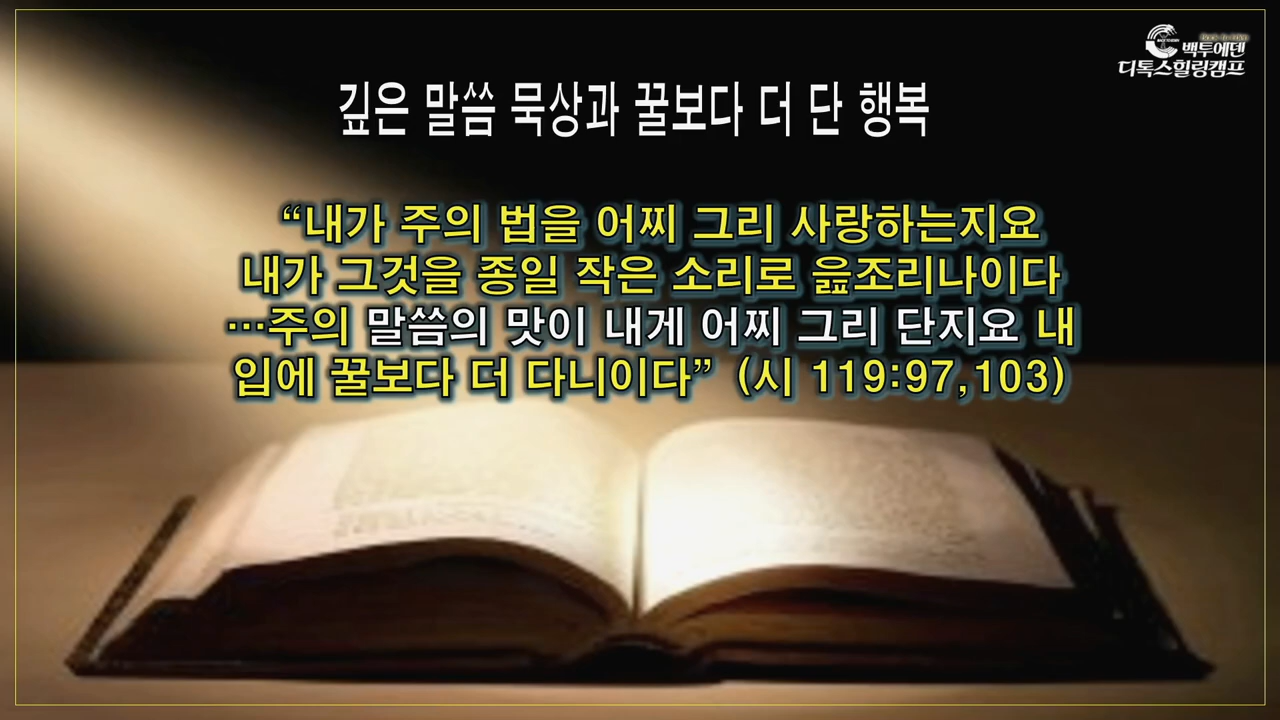 백투에덴
디톡스힐링캠프
깊은 말씀 묵상과 꿀보다 더 단 행복
“내가 주의 법을 어찌 그리 사랑하는지요
내가 그것을 종일 작은 소리로 읊조리나이다
…주의 말씀의 맛이 내게 어찌 그리 단지요 내
입에 꿀보다 더 다니이다” (시 119:97,103)